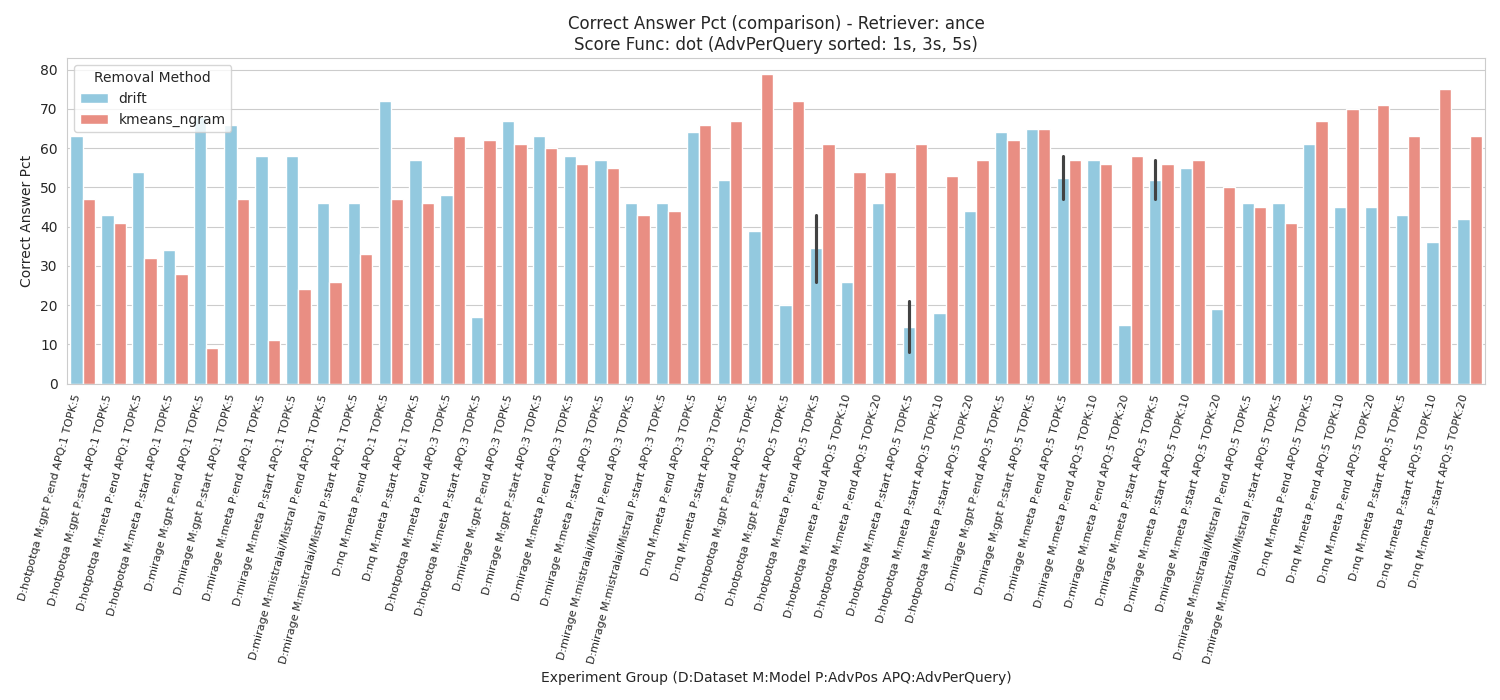 Correct Answer Pct (comparison) - Retriever: ance
Score Func: dot (AdvPerQuery sorted: 1s, 3s, 5s)
Removal Method
drift
kmeans_ngram
Correct Answer Pct
80
70
60
50
40
30
20
10
0
D:hotpotqa M:gpt P:end APQ:1 TOPK:5
D:hotpotqa M:gpt P:start APQ:1 TOPK:5
D:hotpotqa M:meta P:end APQ:1 TOPK:5
D:hotpotqa M:meta P:start APQ:1 TOPK:5
D:mirage M:gpt P:end APQ:1 TOPK:5
D:mirage M:gpt P:start APQ:1 TOPK:5
D:mirage M:meta P:end APQ:1 TOPK:5
D:mirage M:meta P:start APQ:1 TOPK:5
D:mirage M:mistralai/Mistral P:end APQ:1 TOPK:5
D:mirage M:mistralai/Mistral P:start APQ:1 TOPK:5
D:nq M:meta P:end APQ:1 TOPK:5
D:nq M:meta P:start APQ:1 TOPK:5
D:hotpotqa M:meta P:end APQ:3 TOPK:5
D:hotpotqa M:meta P:start APQ:3 TOPK:5
D:mirage M:gpt P:end APQ:3 TOPK:5
D:mirage M:gpt P:start APQ:3 TOPK:5
D:mirage M:meta P:end APQ:3 TOPK:5
D:mirage M:meta P:start APQ:3 TOPK:5
D:mirage M:mistralai/Mistral P:end APQ:3 TOPK:5
D:mirage M:mistralai/Mistral P:start APQ:3 TOPK:5
D:nq M:meta P:end APQ:3 TOPK:5
D:nq M:meta P:start APQ:3 TOPK:5
D:hotpotqa M:gpt P:end APQ:5 TOPK:5
D:hotpotqa M:gpt P:start APQ:5 TOPK:5
D:hotpotqa M:meta P:end APQ:5 TOPK:5
D:hotpotqa M:meta P:end APQ:5 TOPK:10
D:hotpotqa M:meta P:end APQ:5 TOPK:20
D:hotpotqa M:meta P:start APQ:5 TOPK:5
D:hotpotqa M:meta P:start APQ:5 TOPK:10
D:hotpotqa M:meta P:start APQ:5 TOPK:20
D:mirage M:gpt P:end APQ:5 TOPK:5
D:mirage M:gpt P:start APQ:5 TOPK:5
D:mirage M:meta P:end APQ:5 TOPK:5
D:mirage M:meta P:end APQ:5 TOPK:10
D:mirage M:meta P:end APQ:5 TOPK:20
D:mirage M:meta P:start APQ:5 TOPK:5
D:mirage M:meta P:start APQ:5 TOPK:10
D:mirage M:meta P:start APQ:5 TOPK:20
D:mirage M:mistralai/Mistral P:end APQ:5 TOPK:5
D:mirage M:mistralai/Mistral P:start APQ:5 TOPK:5
D:nq M:meta P:end APQ:5 TOPK:5
D:nq M:meta P:end APQ:5 TOPK:10
D:nq M:meta P:end APQ:5 TOPK:20
D:nq M:meta P:start APQ:5 TOPK:5
D:nq M:meta P:start APQ:5 TOPK:10
D:nq M:meta P:start APQ:5 TOPK:20
Experiment Group (D:Dataset M:Model P:AdvPos APQ:AdvPerQuery)